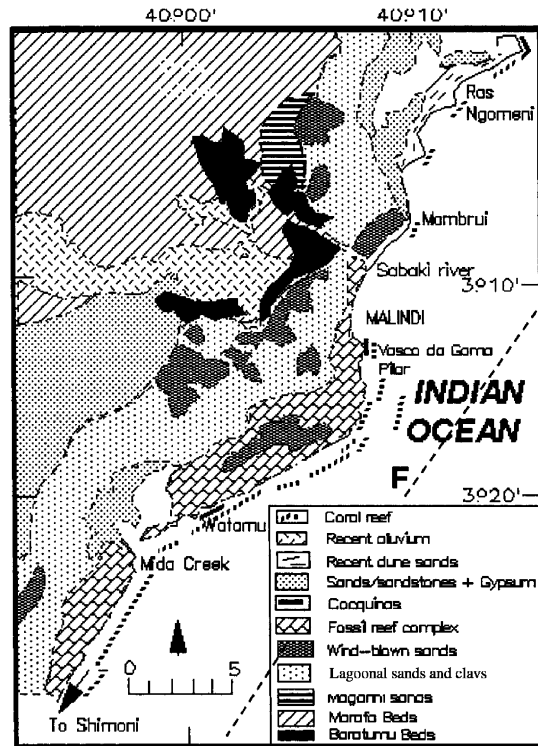 40º00' 40º10'
Ras
Ngomeni
Mambrui
Sabaki river
3º10'
MALINDI
Vasco da Gama
Pilar
INDIAN
OCEAN
F
3º20'
Watamu
Mida Creek
0 5
To Shimoni
Coral reef
Recent aluvium
Recent dune sands
Sands/sandstones + Gypsum
Cocquinas
Fossil reef complex
Wind-blown sands
Lagoonal sands and clays
Magarini sands
Marafa Beds
Baratumu Beds